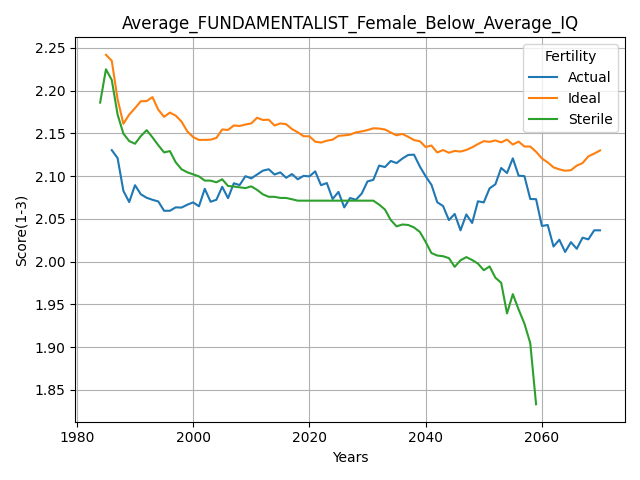 Average_FUNDAMENTALIST_Female_Below_Average_IQ
Fertility
Actual
Ideal
Sterile
Score(1-3)
2.25
2.20
2.15
2.10
2.05
2.00
1.95
1.90
1.85
1980 2000 2020 2040 2060
Years